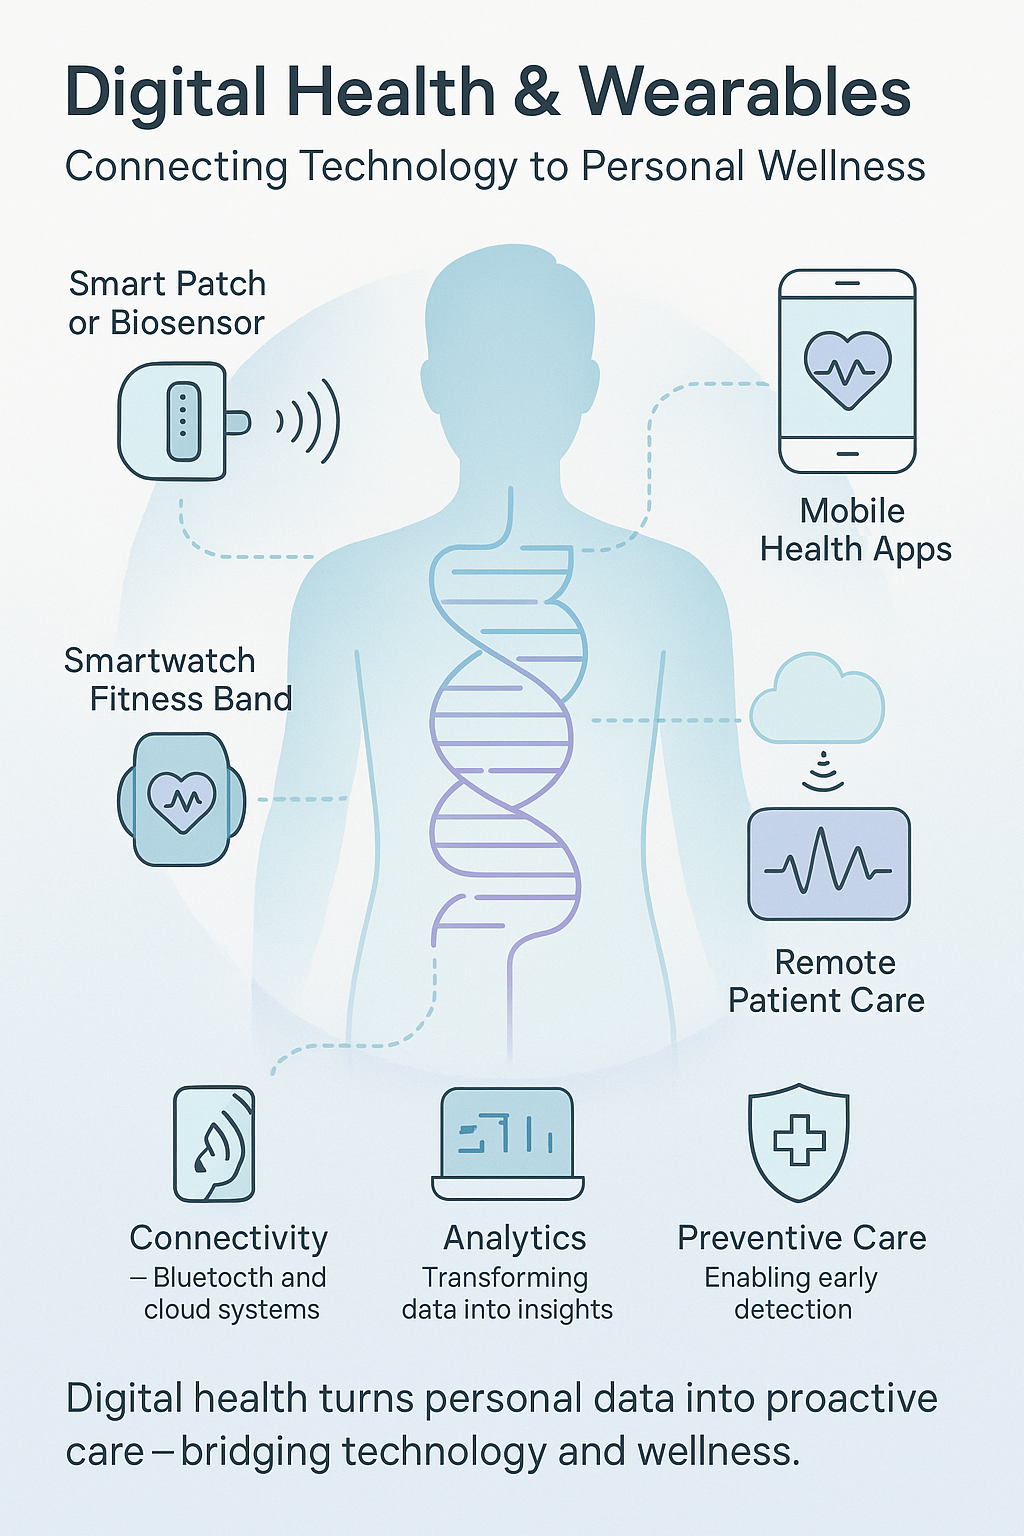 Digital Health & Wearables
Connecting Technology to Personal Wellness
Smart Patch
or Biosensor
Mobile
Health Apps
Smartwatch
Fitness Band
Remote
Patient Care
Connectivity
– Bluetocth and
cloud systems
Analytics
Transforming
data into insights
Preventive Care
Enabling early
detection
Digital health turns personal data into proactive
care – bridging technology and wellness.